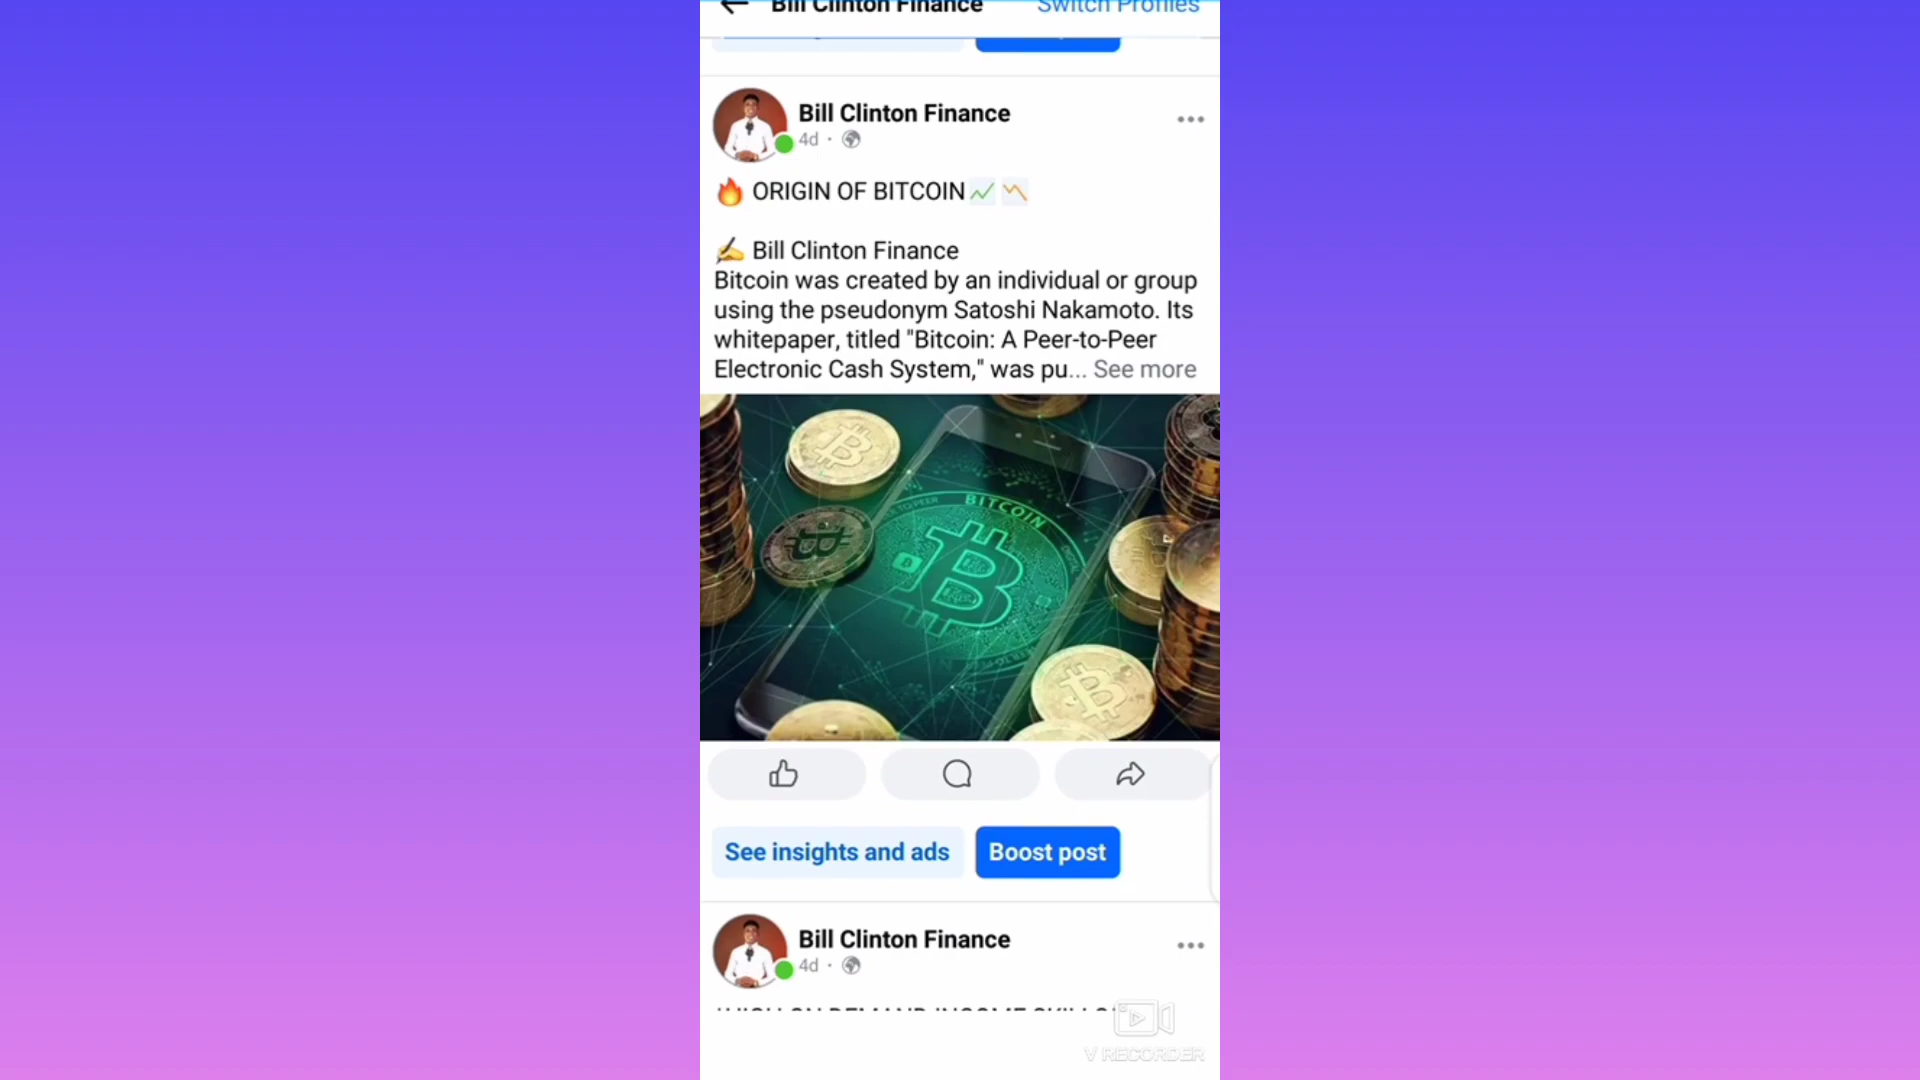 Bill Clinton Finance Switch Profiles
Bill Clinton Finance
4d ·
🔥 ORIGIN OF BITCOIN📈 📉
✍️ Bill Clinton Finance
Bitcoin was created by an individual or group
using the pseudonym Satoshi Nakamoto. Its
whitepaper, titled "Bitcoin: A Peer-to-Peer
Electronic Cash System," was pu... See more
BITCOIN
See insights and ads Boost post
Bill Clinton Finance
4d ·
V RECORDER